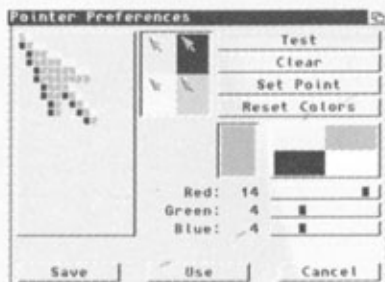 Pointer Preferences
Test
Clear
Set Point
Reset Colors
Red: 14
Green: 4
Blue: 4
Save Use Cancel